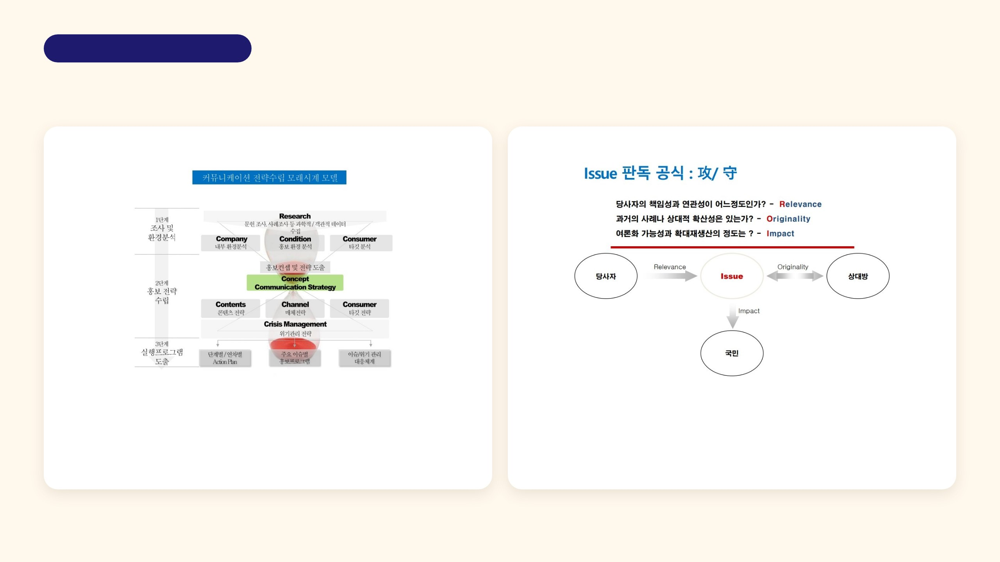 커뮤니케이션 전략수립 모래시계 모델
1단계
조사 및
환경분석
Research
문헌 조사, 사례조사 등 과학적 / 객관적 데이터
수집
Company
내부 환경분석
Condition
홍보 환경 분석
Consumer
타깃 분석
2단계
홍보 전략
수립
홍보컨셉 및 전략 도출
Concept
Communication Strategy
Contents
콘텐츠 전략
Channel
매체전략
Consumer
타깃 전략
Crisis Management
위기관리 전략
3단계
실행프로그램
도출
단계별 / 연차별
Action Plan
주요 이슈별
홍보프로그램
이슈/위기 관리
대응체계
Issue 판독 공식 : 攻/ 守
당사자의 책임성과 연관성이 어느정도인가? - Relevance
과거의 사례나 상대적 확산성은 있는가? - Originality
여론화 가능성과 확대재생산의 정도는 ? - Impact
당사자
Relevance
Issue
Originality
상대방
Impact
국민